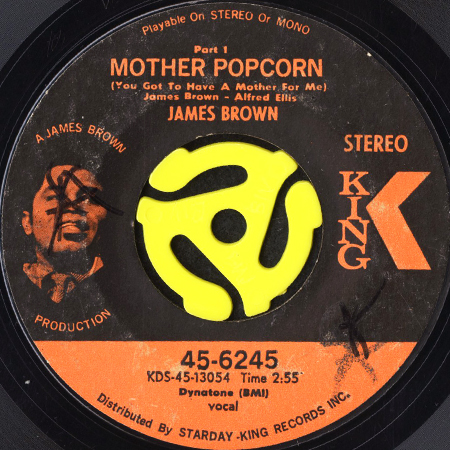 Playable On STEREO Or MONO
Part 1
MOTHER POPCORN
(You Got To Have A Mother For Me)
James Brown - Alfred Ellis
JAMES BROWN
A JAMES BROWN
PRODUCTION
STEREO
KING
K
45-6245
KDS-45-13054 Time 2:55
Dynatone (BMI)
vocal
Distributed By STARDAY-KING RECORDS INC.